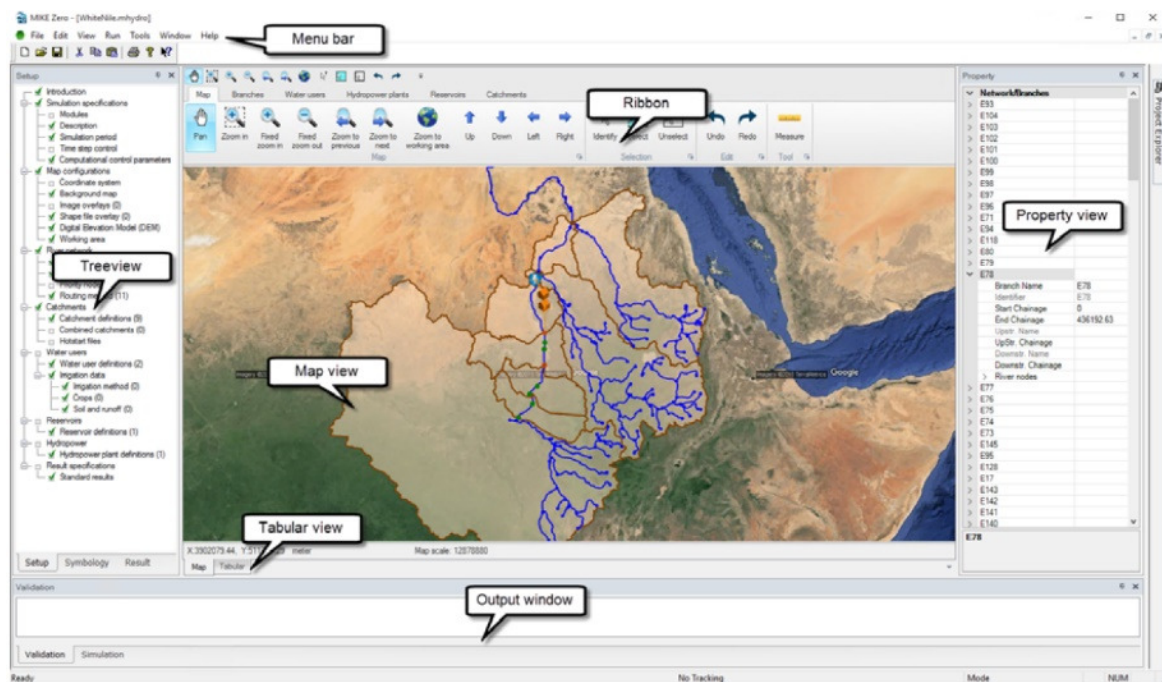 MIKE Zero - [WhiteNile.mhydro]
File Edit View Run Tools Window Help
Menu bar
Setup
Introduction
Simulation specifications
Modules
Description
Simulation period
Time step control
Computational control parameters
Map configurations
Coordinate system
Background map
Image overlays (0)
Shape file overlay (0)
Digital Elevation Model (DEM)
Working area
Treeview
Routing method (11)
Catchments
Catchment definitions (9)
Combined catchments (0)
Hotstart files
Water users
Water user definitions (2)
Irrigation data
Irrigation method (0)
Crops (0)
Soil and runoff (0)
Reservoirs
Reservoir definitions (1)
Hydropower
Hydropower plant definitions (1)
Result specifications
Standard results
Setup Symbology Result
Map Branches Water users Hydropower plants Reservoirs Catchments
Ribbon
Pan
Zoom in
Fixed zoom in
Fixed zoom out
Zoom to previous
Zoom to next
Zoom to working area
Up
Down
Left
Right
Identify
Unselect
Undo
Redo
Measure
Map
Selection
Edit
Tool
Map view
Google
Tabular view
X:3902079.44,
meter
Map scale: 12878880
Map Tabular
Property
Network/Branches
E93
E104
E103
E102
E101
E100
E99
E98
E97
E96
E71
E94
E118
E80
E79
Property view
E78
Branch Name E78
Identifier E78
Start Chainage 0
End Chainage 436192.63
Upstr. Name
UpStr. Chainage
Downstr. Name
Downstr. Chainage
River nodes
E77
E76
E75
E74
E73
E145
E95
E128
E17
E143
E142
E141
E140
E78
Project Explorer
Validation
Output window
Validation Simulation
Ready
No Tracking
Mode
NUM